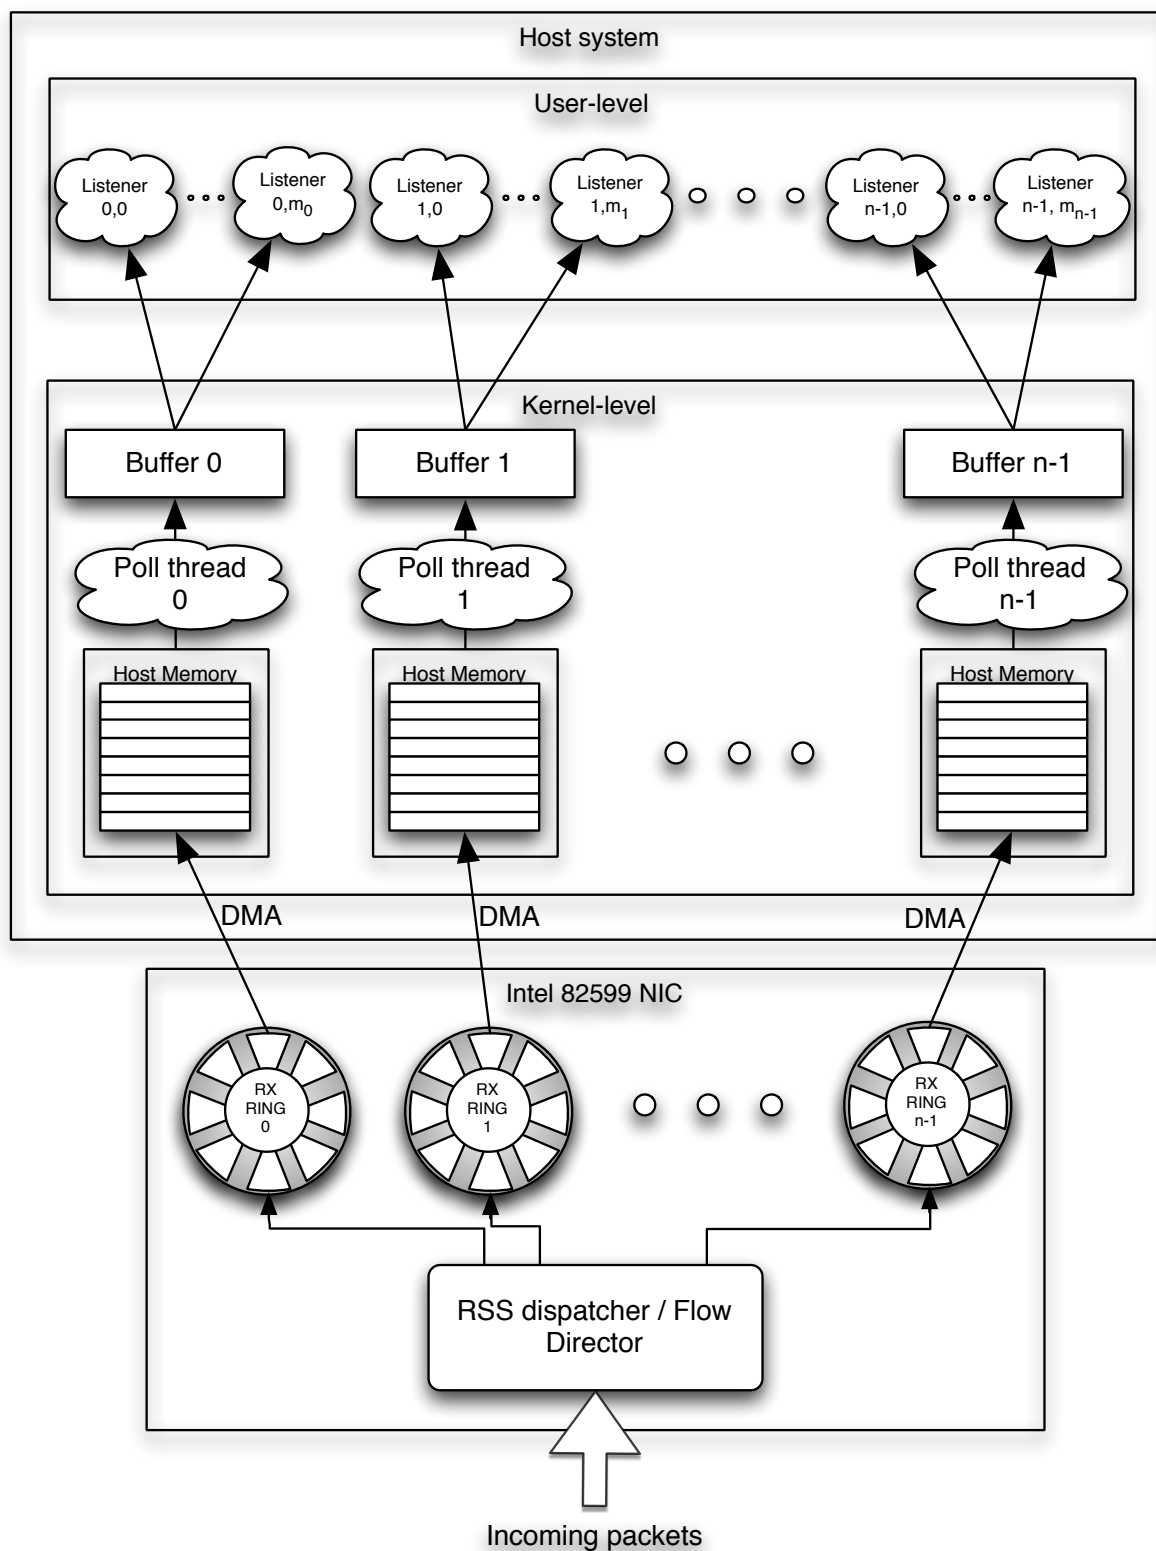 Host system
User-level
Listener
0,0
Listener
0,m0
Listener
1,0
Listener
1,m1
Listener
n-1,0
Listener
n-1, mn-1
Kernel-level
Buffer 0
Buffer 1
Buffer n-1
Poll thread
0
Poll thread
1
Poll thread
n-1
Host Memory
Host Memory
Host Memory
DMA
DMA
DMA
Intel 82599 NIC
RX
RING
0
RX
RING
1
RX
RING
n-1
RSS dispatcher / Flow
Director
Incoming packets